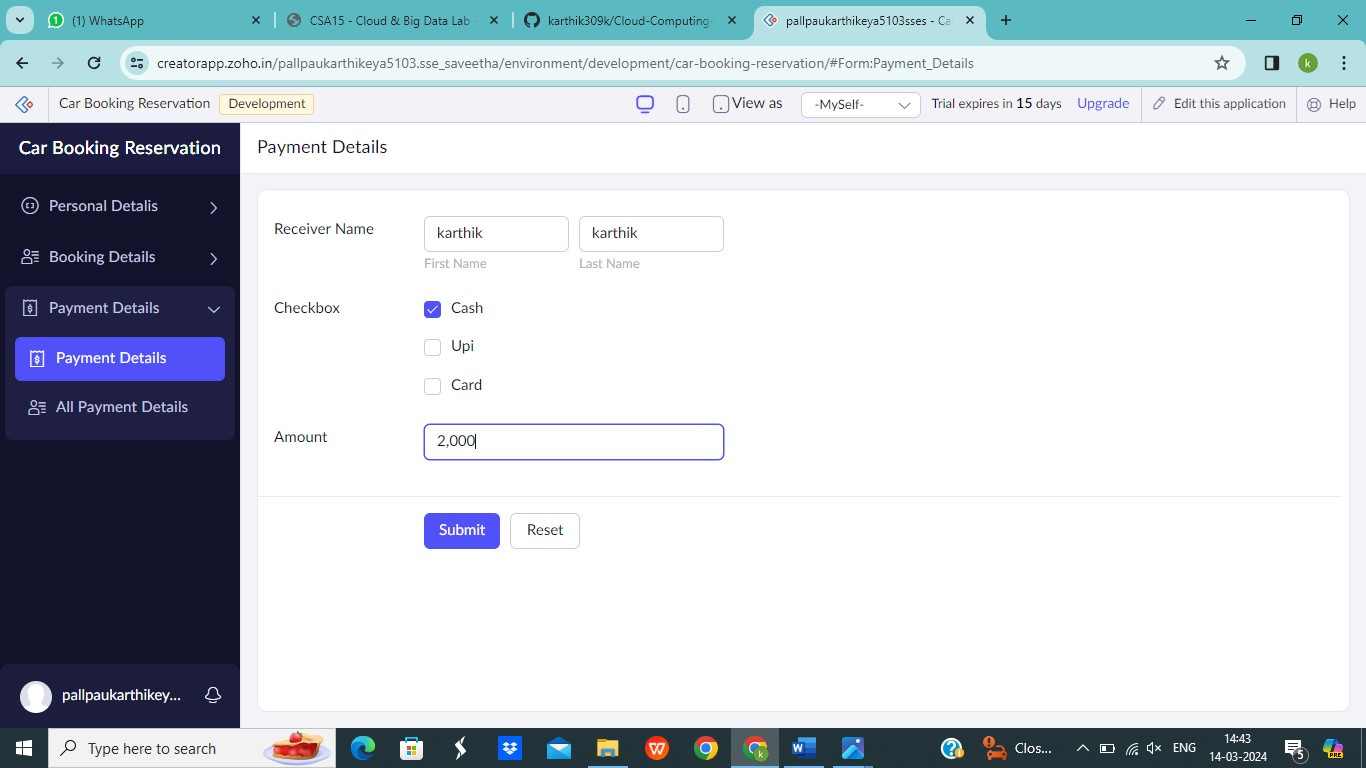 (1) WhatsApp
CSA15 - Cloud & Big Data Lab -
karthik309k/Cloud-Computing-
pallpaukarthikeya5103sses - Ca
creatorapp.zoho.in/pallpaukarthikeya5103.sse_saveetha/environment/development/car-booking-reservation/#Form:Payment_Details
k
Car Booking Reservation
Development
View as
-MySelf-
Trial expires in 15 days
Upgrade
Edit this application
Help
Car Booking Reservation
Payment Details
Personal Detalis
Booking Details
Payment Details
Payment Details
All Payment Details
Receiver Name
karthik
karthik
First Name
Last Name
Checkbox
Cash
Upi
Card
Amount
2,000
Submit
Reset
pallpaukarthikey...
Type here to search
Clos...
ENG
14:43
14-03-2024
5